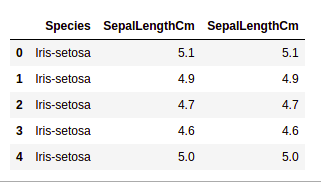 Species SepalLengthCm SepalLengthCm
0 Iris-setosa 5.1 5.1
1 Iris-setosa 4.9 4.9
2 Iris-setosa 4.7 4.7
3 Iris-setosa 4.6 4.6
4 Iris-setosa 5.0 5.0